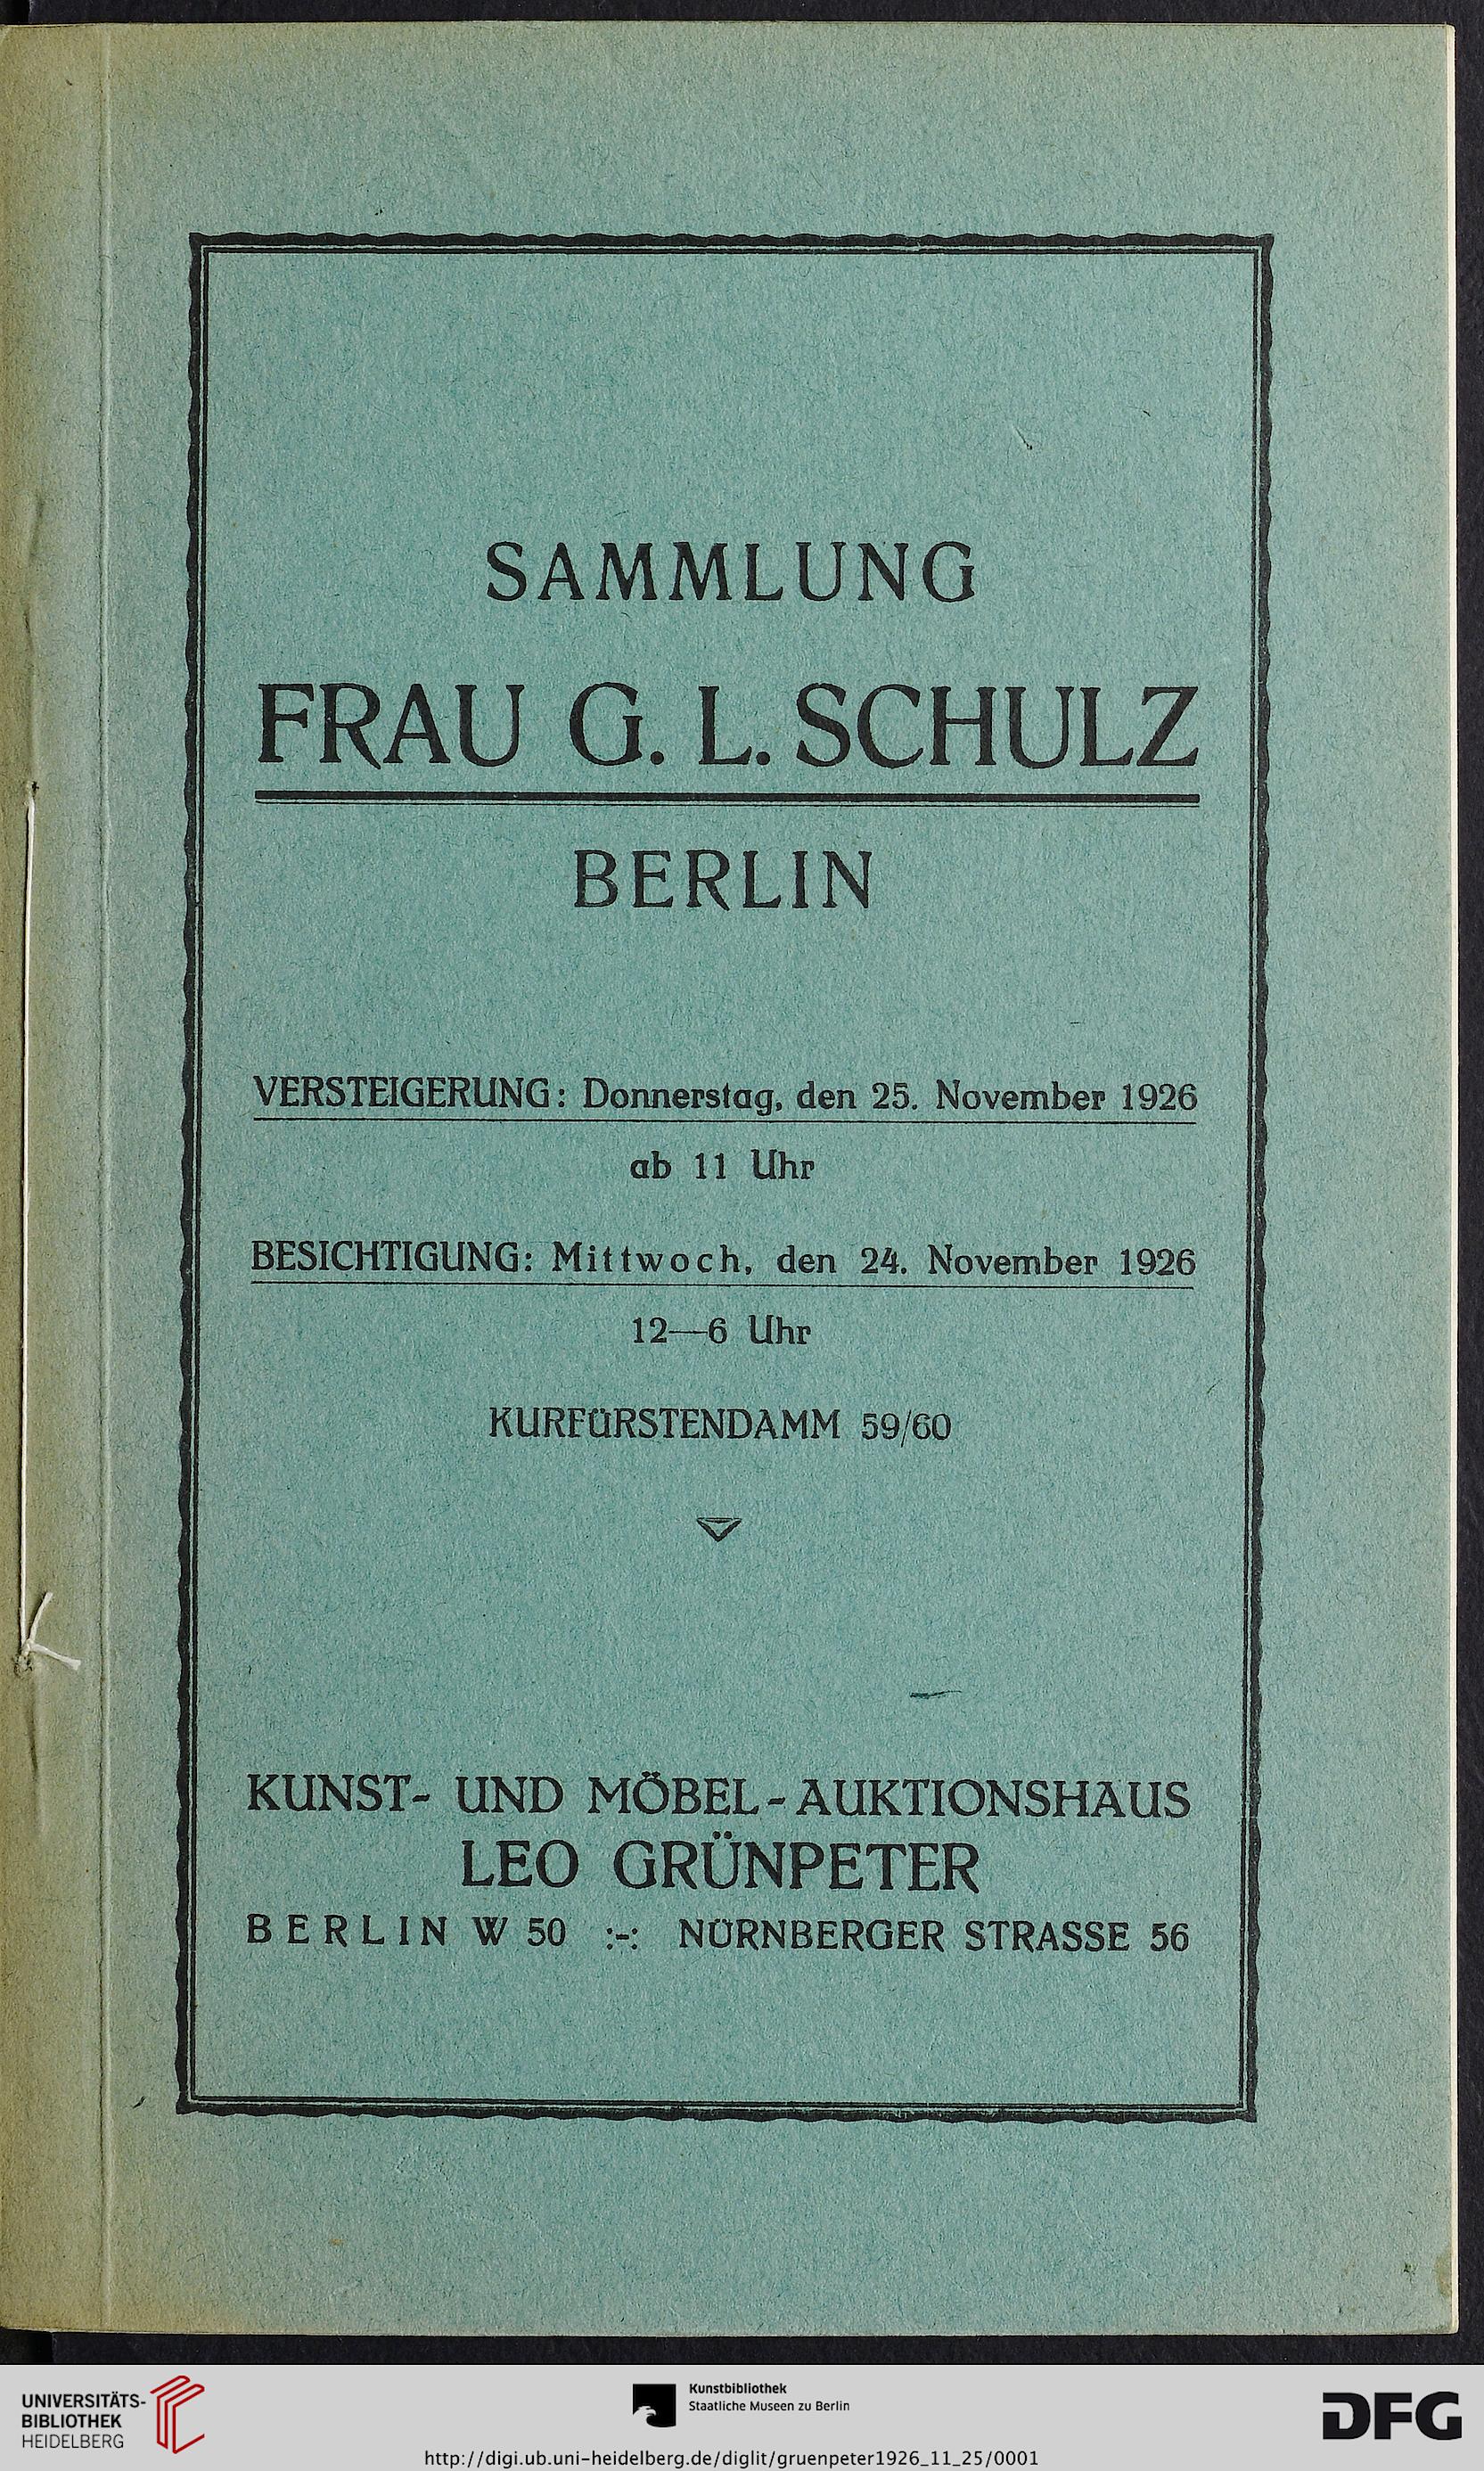 SAMMLUNG
FRAU G. L. SCHULZ
BERLIN
VERSTEIGERUNG: Donnerstag, den 25. November 1926
ab 11 Uhr
BESICHTIGUNG: Mittwoch, den 24. November 1926
12—6 Uhr
KURFÜRSTENDAMM 59/60
KUNST- UND MÖBEL-AUKTIONSHAUS
LEO GRÜNPETER
BERLIN W 50 :-: NÜRNBERGER STRASSE 56
UNIVERSITÄTS-
BIBLIOTHEK
HEIDELBERG
Kunstbibliothek
Staatliche Museen zu Berlin
DFG
http://digi.ub.uni-heidelberg.de/diglit/gruenpeter1926_11_25/0001